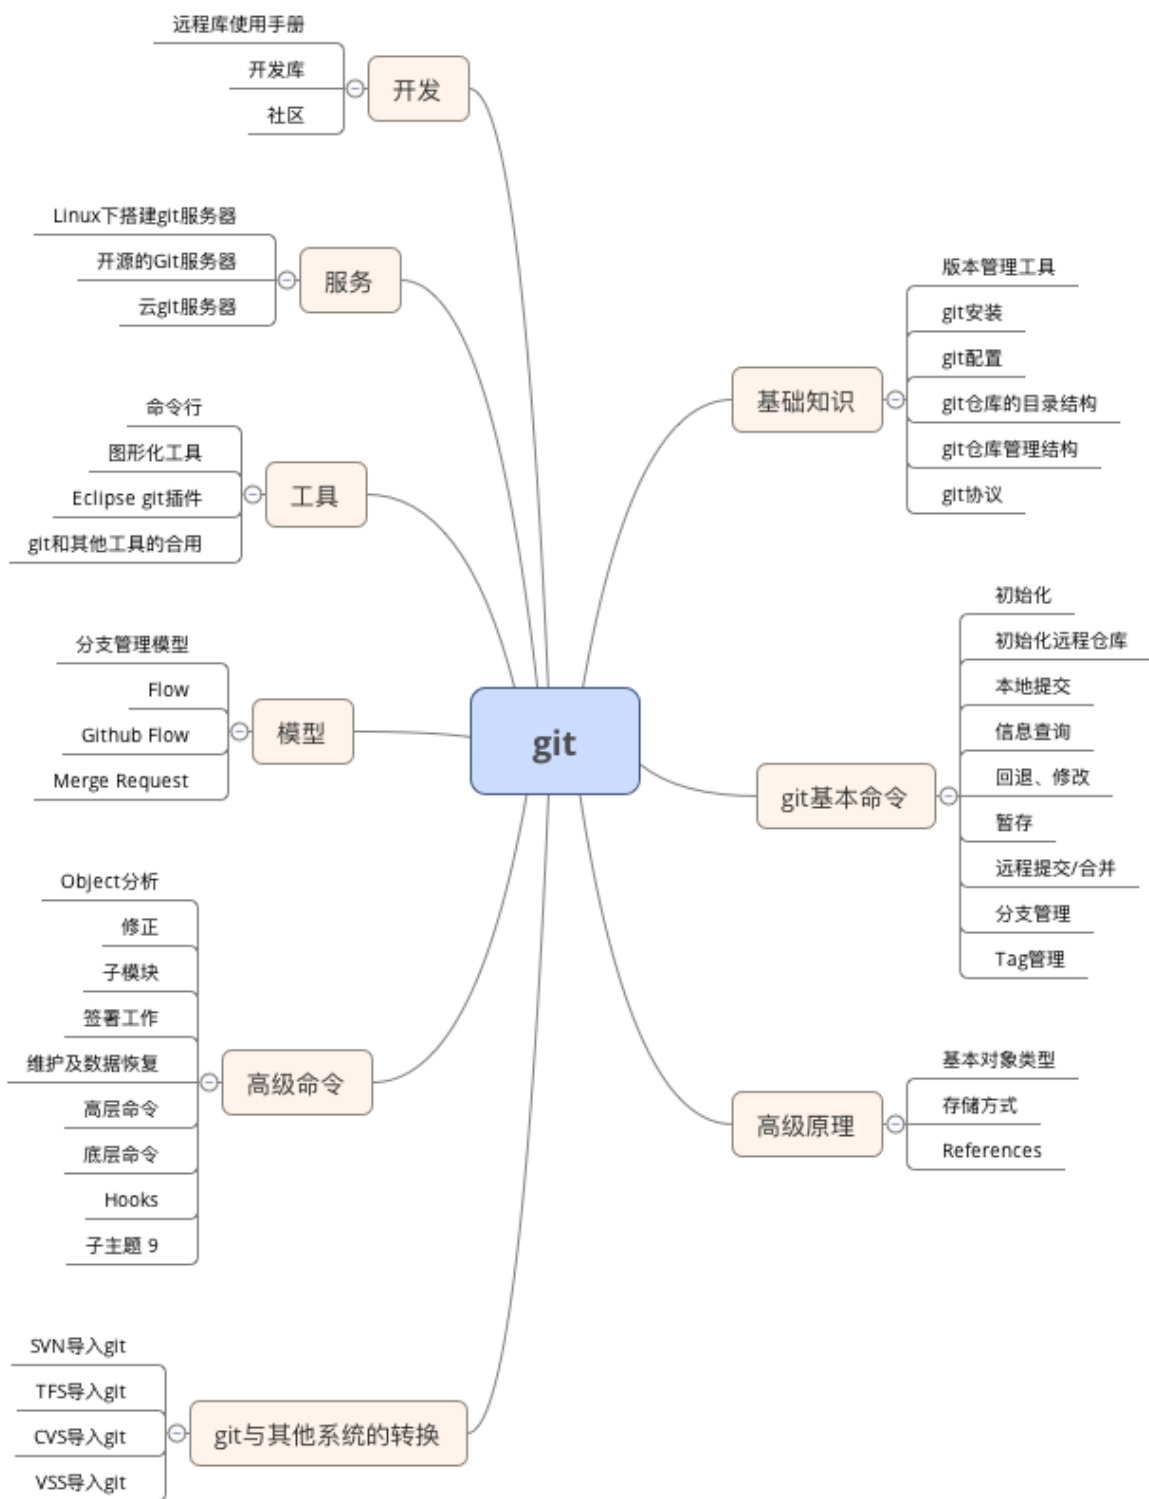 远程库使用手册
开发库
社区
开发
Linux下搭建git服务器
开源的Git服务器
云git服务器
服务
命令行
图形化工具
Eclipse git插件
git和其他工具的合用
工具
分支管理模型
Flow
Github Flow
Merge Request
模型
Object分析
修正
子模块
签署工作
维护及数据恢复
高层命令
底层命令
Hooks
子主题 9
高级命令
SVN导入git
TFS导入git
CVS导入git
VSS导入git
git与其他系统的转换
git
基础知识
版本管理工具
git安装
git配置
git仓库的目录结构
git仓库管理结构
git协议
git基本命令
初始化
初始化远程仓库
本地提交
信息查询
回退、修改
暂存
远程提交/合并
分支管理
Tag管理
高级原理
基本对象类型
存储方式
References